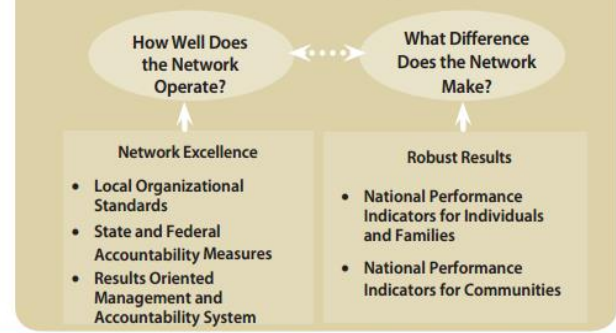 How Well Does
the Network
Operate?
What Difference
Does the Network
Make?
Network Excellence
• Local Organizational
Standards
• State and Federal
Accountability Measures
• Results Oriented
Management and
Accountability System
Robust Results
• National Performance
Indicators for Individuals
and Families
• National Performance
Indicators for Communities